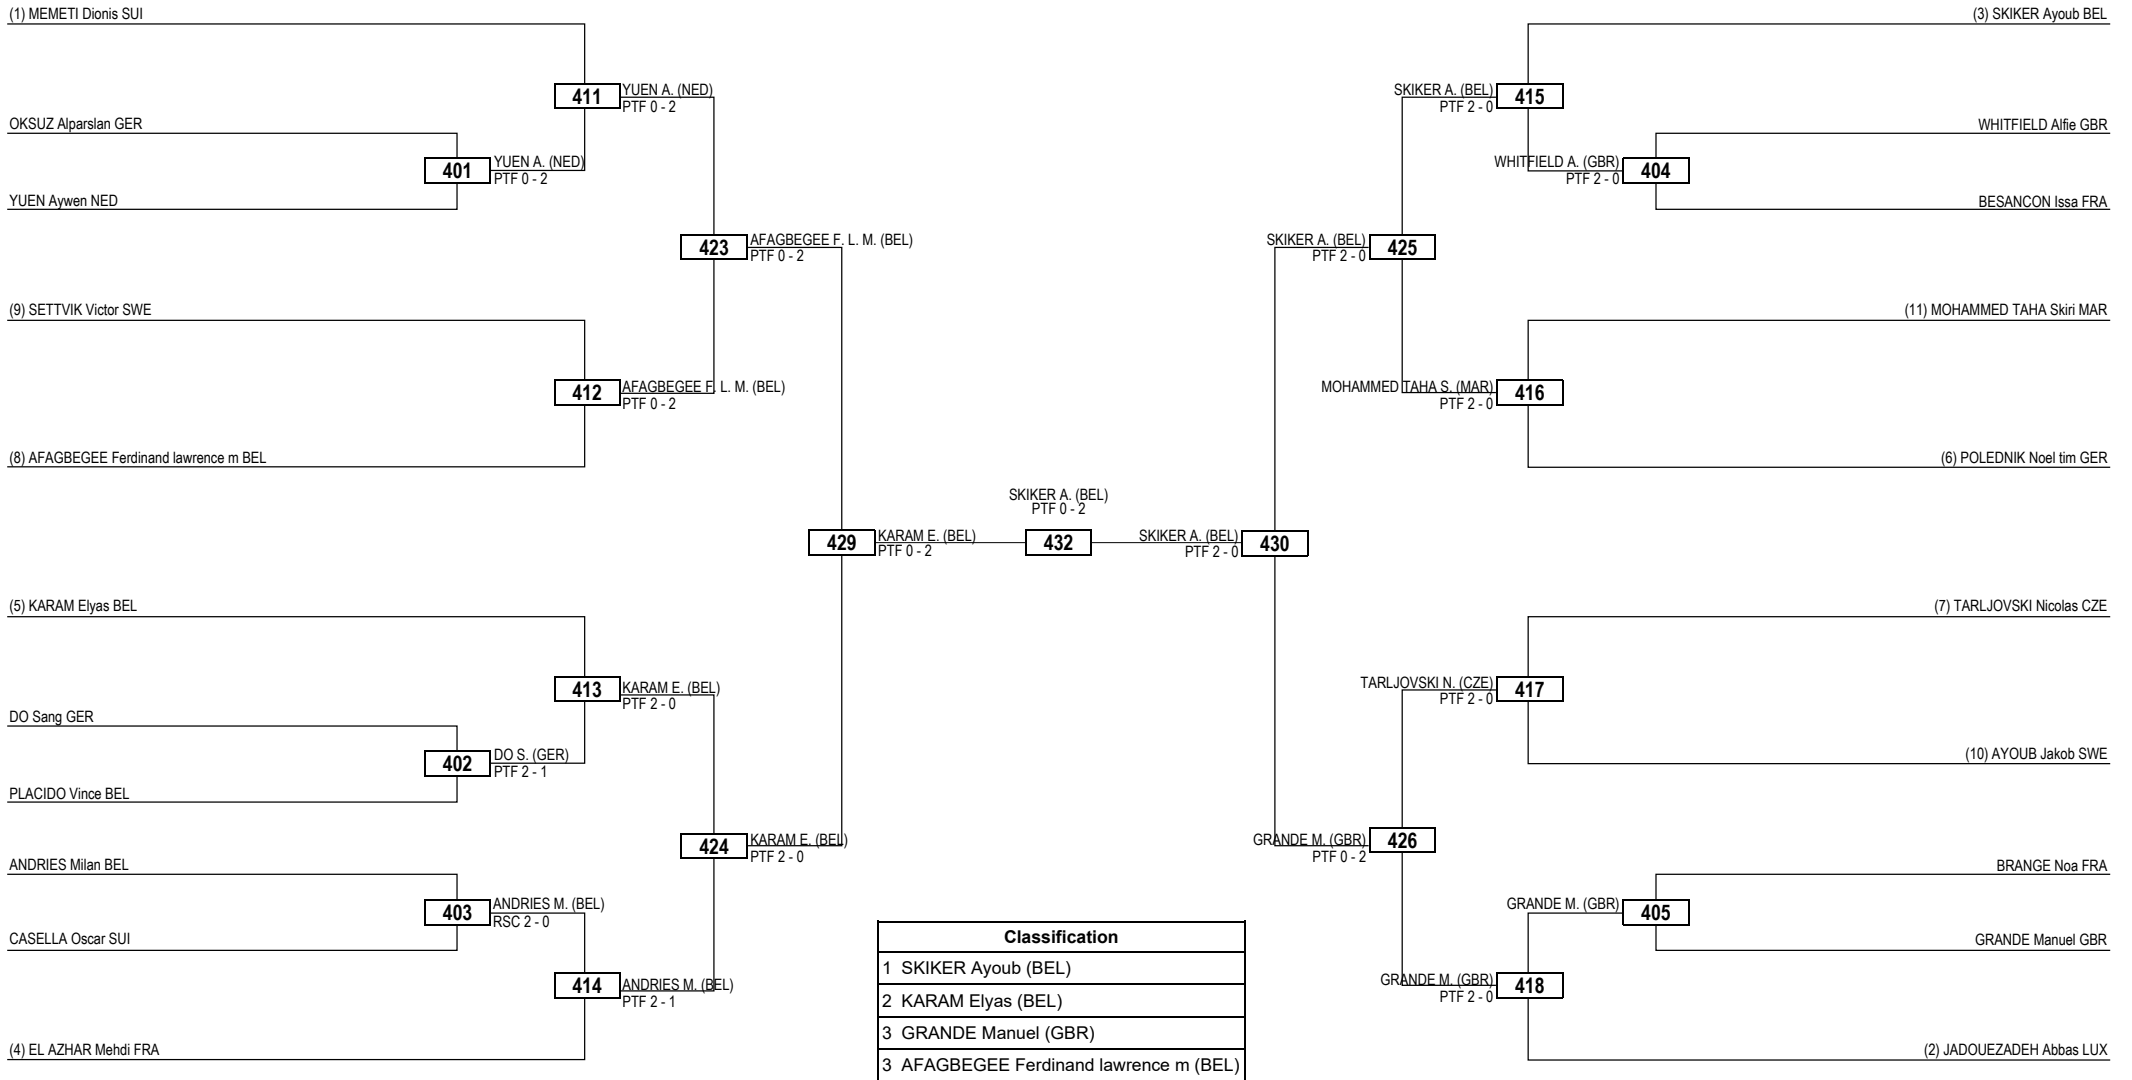 (1) MEMETI Dionis SUI
411
YUEN A. (NED)
PTF 0 - 2
OKSUZ Alparslan GER
401
YUEN A. (NED)
PTF 0 - 2
YUEN Aywen NED
423
AFAGBEGEE F. L. M. (BEL)
PTF 0 - 2
(9) SETTVIK Victor SWE
412
AFAGBEGEE F. L. M. (BEL)
PTF 0 - 2
(8) AFAGBEGEE Ferdinand lawrence m BEL
429
KARAM E. (BEL)
PTF 0 - 2
(5) KARAM Elyas BEL
413
KARAM E. (BEL)
PTF 2 - 0
DO Sang GER
402
DO S. (GER)
PTF 2 - 1
PLACIDO Vince BEL
424
KARAM E. (BEL)
PTF 2 - 0
ANDRIES Milan BEL
403
ANDRIES M. (BEL)
RSC 2 - 0
CASELLA Oscar SUI
414
ANDRIES M. (BEL)
PTF 2 - 1
(4) EL AZHAR Mehdi FRA
SKIKER A. (BEL)
PTF 0 - 2
432
(3) SKIKER Ayoub BEL
SKIKER A. (BEL)
PTF 2 - 0
415
WHITFIELD Alfie GBR
WHITFIELD A. (GBR)
PTF 2 - 0
404
BESANCON Issa FRA
SKIKER A. (BEL)
PTF 2 - 0
425
(11) MOHAMMED TAHA Skiri MAR
MOHAMMED TAHA S. (MAR)
PTF 2 - 0
416
(6) POLEDNIK Noel tim GER
SKIKER A. (BEL)
PTF 2 - 0
430
(7) TARLJOVSKI Nicolas CZE
TARLJOVSKI N. (CZE)
PTF 2 - 0
417
(10) AYOUB Jakob SWE
GRANDE M. (GBR)
PTF 0 - 2
426
BRANGE Noa FRA
GRANDE M. (GBR)
405
GRANDE Manuel GBR
GRANDE M. (GBR)
PTF 2 - 0
418
(2) JADOUEZADEH Abbas LUX
Classification
1 SKIKER Ayoub (BEL)
2 KARAM Elyas (BEL)
3 GRANDE Manuel (GBR)
3 AFAGBEGEE Ferdinand lawrence m (BEL)